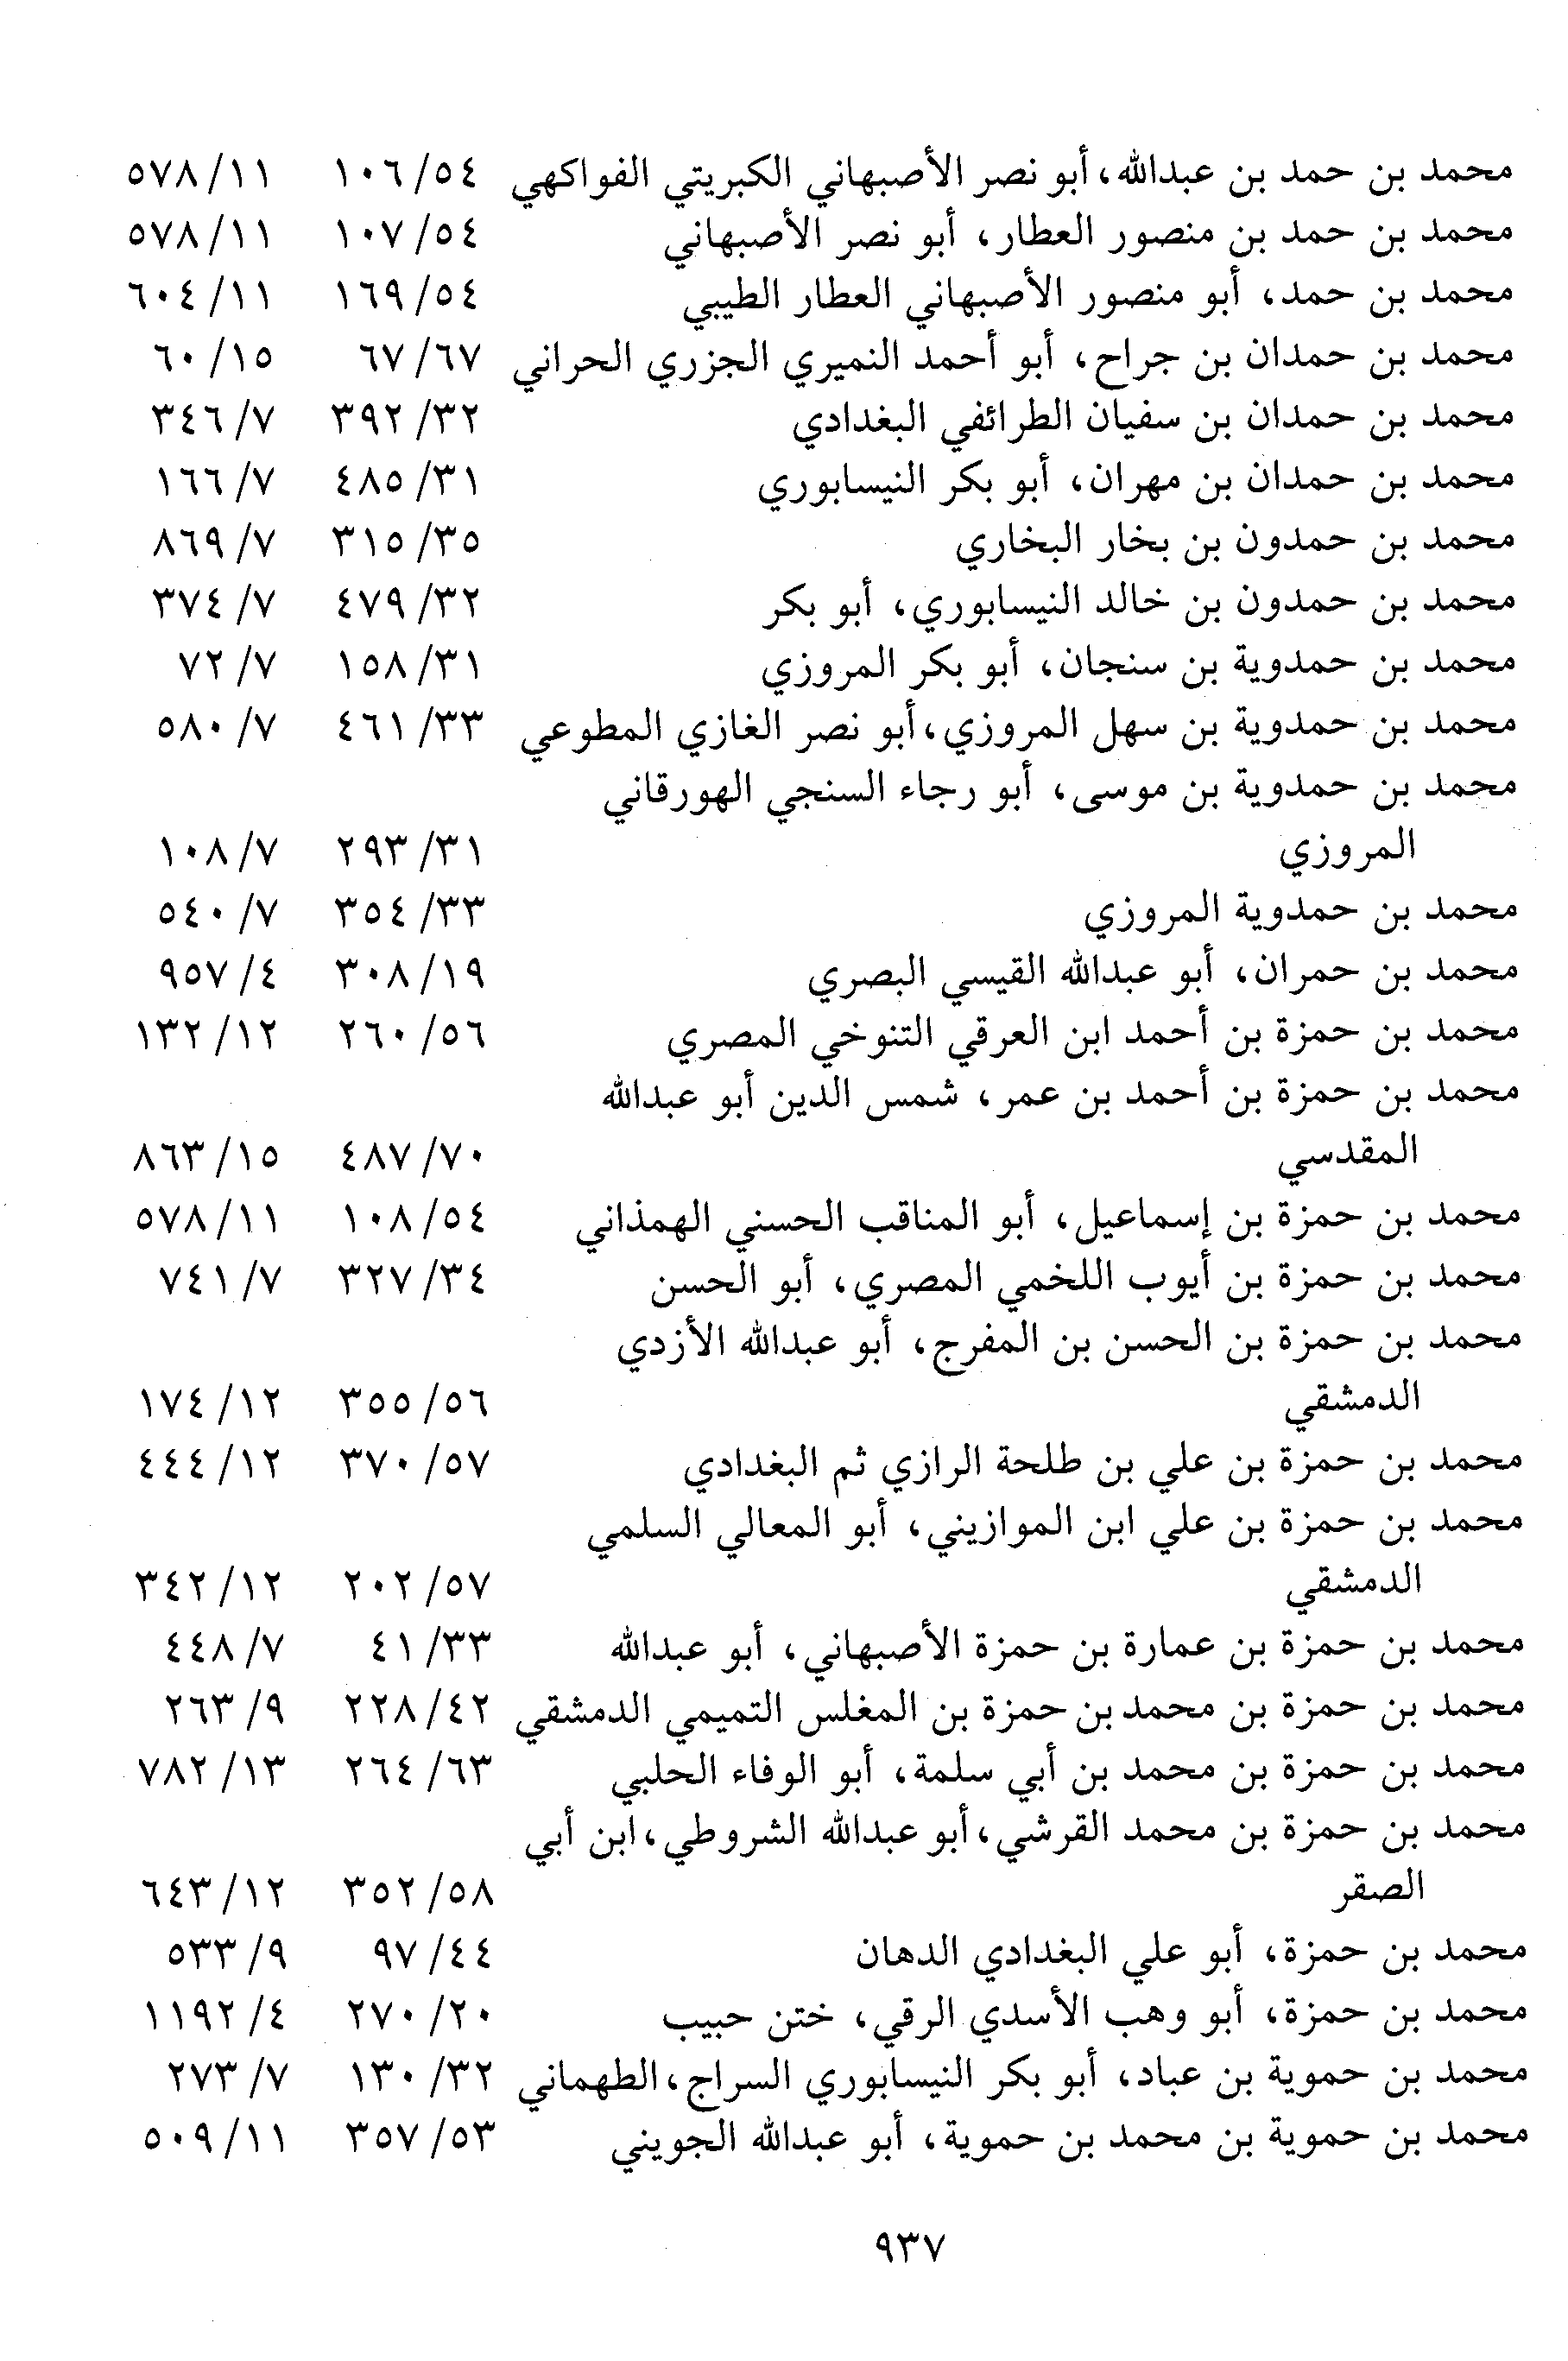 محمد بن حمد بن عبدالله، أبو نصر الأصبهاني الكبريتي الفواكهي ٥٤/ ١٠٦ ١١/ ٥٧٨
محمد بن حمد بن منصور العطار، أبو نصر الأصبهاني ٥٤/ ١٠٧ ١١/ ٥٧٨
محمد بن حمد، أبو منصور الأصبهاني العطار الطيبي ٥٤/ ١٦٩ ١١/ ٦٠٤
محمد بن حمدان بن جراح، أبو أحمد النميري الجزري الحراني ٦٧/ ٦٧ ١٥/ ٦٠
محمد بن حمدان بن سفيان الطرائفي البغدادي ٣٢/ ٣٩٢ ٧/ ٣٤٦
محمد بن حمدان بن مهران، أبو بكر النيسابوري ٣١/ ٤٨٥ ٧/ ١٦٦
محمد بن حمدون بن بخار البخاري ٣٥/ ٣١٥ ٧/ ٨٦٩
محمد بن حمدون بن خالد النيسابوري، أبو بكر ٣٢/ ٤٧٩ ٧/ ٣٧٤
محمد بن حمدوية بن سنجان، أبو بكر المروزي ٣١/ ١٥٨ ٧/ ٧٢
محمد بن حمدوية بن سهل المروزي، أبو نصر الغازي المطوعي ٣٣/ ٤٦١ ٧/ ٥٨٠
محمد بن حمدوية بن موسى، أبو رجاء السنجي الهورقاني
المروزي ٣١/ ٢٩٣ ٧/ ١٠٨
محمد بن حمدوية المروزي ٣٣/ ٣٥٤ ٧/ ٥٤٠
محمد بن حمران، أبو عبدالله القيسي البصري ١٩/ ٣٠٨ ٤/ ٩٥٧
محمد بن حمزة بن أحمد ابن العرقي التنوخي المصري ٥٦/ ٢٦٠ ١٢/ ١٣٢
محمد بن حمزة بن أحمد بن عمر، شمس الدين أبو عبدالله
المقدسي ٧٠/ ٤٨٧ ١٥/ ٨٦٣
محمد بن حمزة بن إسماعيل، أبو المناقب الحسني الهمذاني ٥٤/ ١٠٨ ١١/ ٥٧٨
محمد بن حمزة بن أيوب اللخمي المصري، أبو الحسن ٣٤/ ٣٢٧ ٧/ ٧٤١
محمد بن حمزة بن الحسن بن المفرج، أبو عبدالله الأزدي
الدمشقي ٥٦/ ٣٥٥ ١٢/ ١٧٤
محمد بن حمزة بن علي بن طلحة الرازي ثم البغدادي ٥٧/ ٣٧٠ ١٢/ ٤٤٤
محمد بن حمزة بن علي ابن الموازيني، أبو المعالي السلمي
الدمشقي ٥٧/ ٢٠٢ ١٢/ ٣٤٢
محمد بن حمزة بن عمارة بن حمزة الأصبهاني، أبو عبدالله ٣٣/ ٤١ ٧/ ٤٤٨
محمد بن حمزة بن محمد بن حمزة بن المغلس التميمي الدمشقي ٤٢/ ٢٢٨ ٩/ ٢٦٣
محمد بن حمزة بن محمد بن أبي سلمة، أبو الوفاء الحلبي ٦٣/ ٢٦٤ ١٣/ ٧٨٢
محمد بن حمزة بن محمد القرشي، أبو عبدالله الشروطي، ابن أبي
الصقر ٥٨/ ٣٥٢ ١٢/ ٦٤٣
محمد بن حمزة، أبو علي البغدادي الدهان ٤٤/ ٩٧ ٩/ ٥٣٣
محمد بن حمزة، أبو وهب الأسدي الرقي، ختن حبيب ٢٠/ ٢٧٠ ٤/ ١١٩٢
محمد بن حموية بن عباد، أبو بكر النيسابوري السراج، الطهماني ٣٢/ ١٣٠ ٧/ ٢٧٣
محمد بن حموية بن محمد بن حموية، أبو عبدالله الجويني ٥٣/ ٣٥٧ ١١/ ٥٠٩
٩٣٧